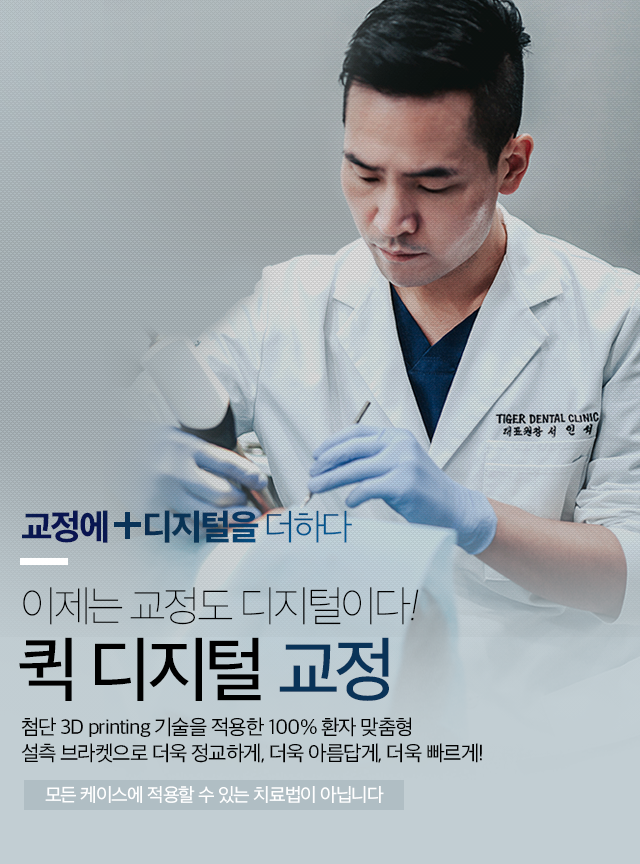 TIGER DENTAL CLINIC
대표원장 서 인 석
교정에 +디지털을 더하다
이제는 교정도 디지털이다!
퀵 디지털 교정
첨단 3D printing 기술을 적용한 100% 환자 맞춤형
설측 브라켓으로 더욱 정교하게, 더욱 아름답게, 더욱 빠르게!
모든 케이스에 적용할 수 있는 치료법이 아닙니다